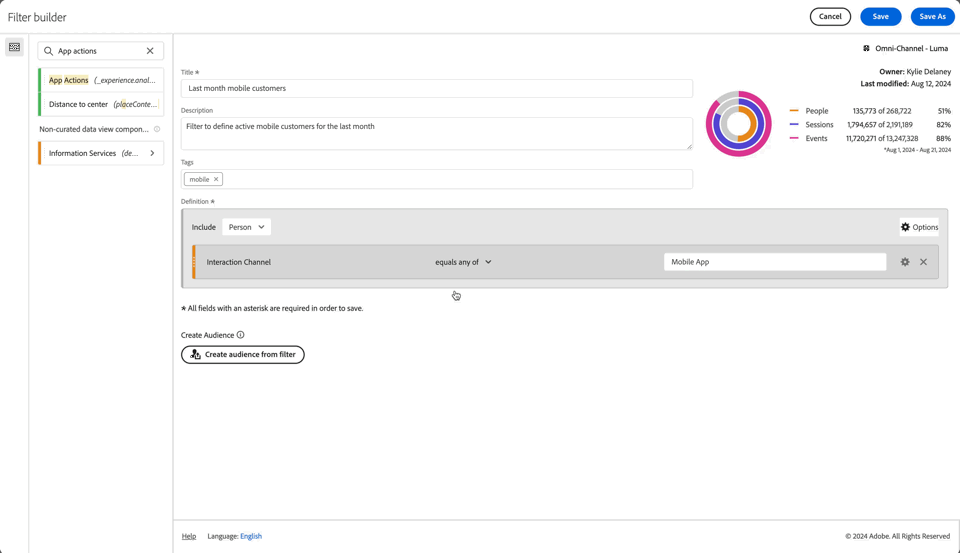 Filter builder
Cancel
Save
Save As
App actions
App Actions (_experience.anal...
Distance to center (placeConte...
Non-curated data view compon...
Information Services (de...
Omni-Channel - Luma
Title *
Last month mobile customers
Owner: Kylie Delaney
Last modified: Aug 12, 2024
Description
Filter to define active mobile customers for the last month
People 135,773 of 268,722 51%
Sessions 1,794,657 of 2,191,189 82%
Events 11,720,271 of 13,247,328 88%
*Aug 1, 2024 - Aug 21, 2024
Tags
mobile
Definition *
Include Person
Options
Interaction Channel equals any of Mobile App
* All fields with an asterisk are required in order to save.
Create Audience
Create audience from filter
Help Language: English
© 2024 Adobe. All Rights Reserved